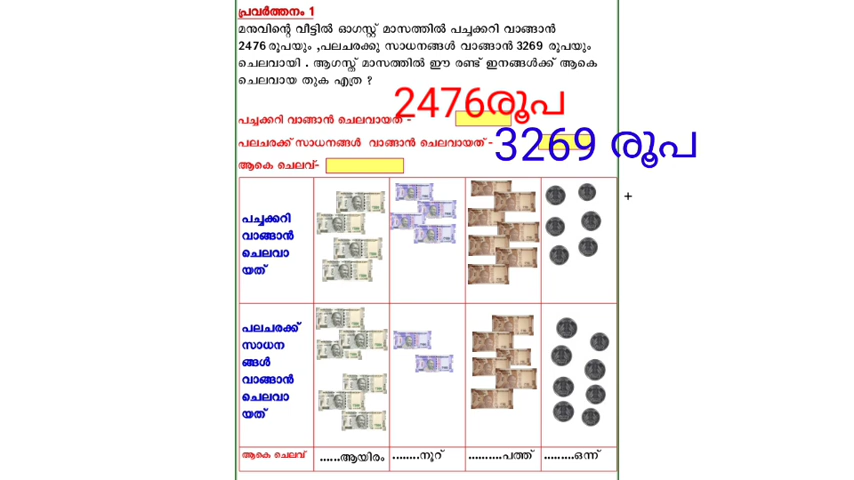 പ്രവർത്തനം 1
മനുവിന്റെ വീട്ടിൽ ഓഗസ്റ്റ് മാസത്തിൽ പച്ചക്കറി വാങ്ങാൻ
2476 രൂപയും ,പലചരക്കു സാധനങ്ങൾ വാങ്ങാൻ 3269 രൂപയും
ചെലവായി . ആഗസ്ത് മാസത്തിൽ ഈ രണ്ട് ഇനങ്ങൾക്ക് ആകെ
ചെലവായ തുക എത്ര ?
പച്ചക്കറി വാങ്ങാൻ ചെലവായത് - 2476രൂപ
പലചരക്ക് സാധനങ്ങൾ വാങ്ങാൻ ചെലവായത് - 3269 രൂപ
ആകെ ചെലവ്-
പച്ചക്കറി
വാങ്ങാൻ
ചെലവാ
യത്
പലചരക്ക്
സാധന
ങ്ങൾ
വാങ്ങാൻ
ചെലവാ
യത്
ആകെ ചെലവ് ......ആയിരം ........നൂറ് ..........പത്ത് .........ഒന്ന്